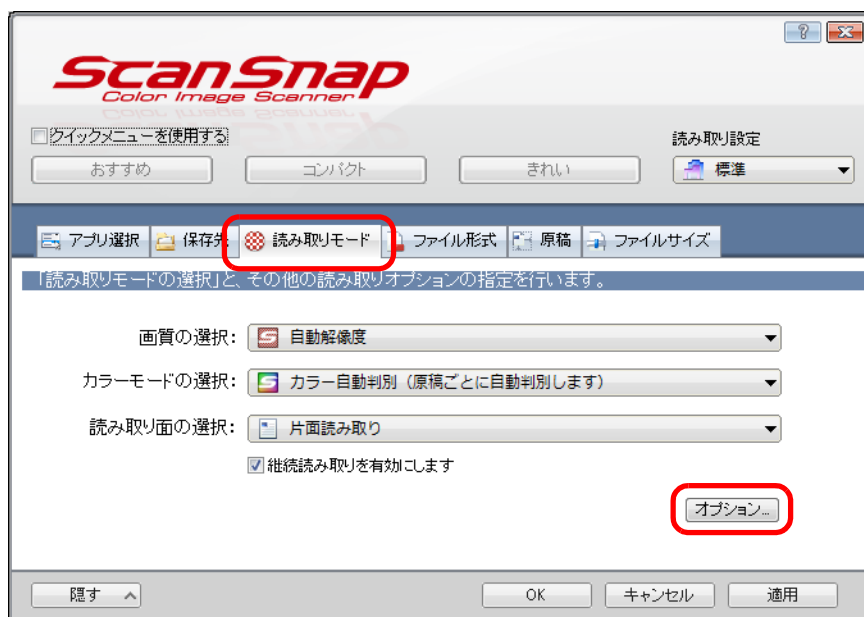 ScanSnap
Color Image Scanner
クイックメニューを使用する
読み取り設定
おすすめ
コンパクト
きれい
標準
アプリ選択
保存先
読み取りモード
ファイル形式
原稿
ファイルサイズ
「読み取りモードの選択」と、その他の読み取りオプションの指定を行います。
画質の選択: 自動解像度
カラーモードの選択: カラー自動判別（原稿ごとに自動判別します）
読み取り面の選択: 片面読み取り
継続読み取りを有効にします
オプション...
隠す
OK
キャンセル
適用